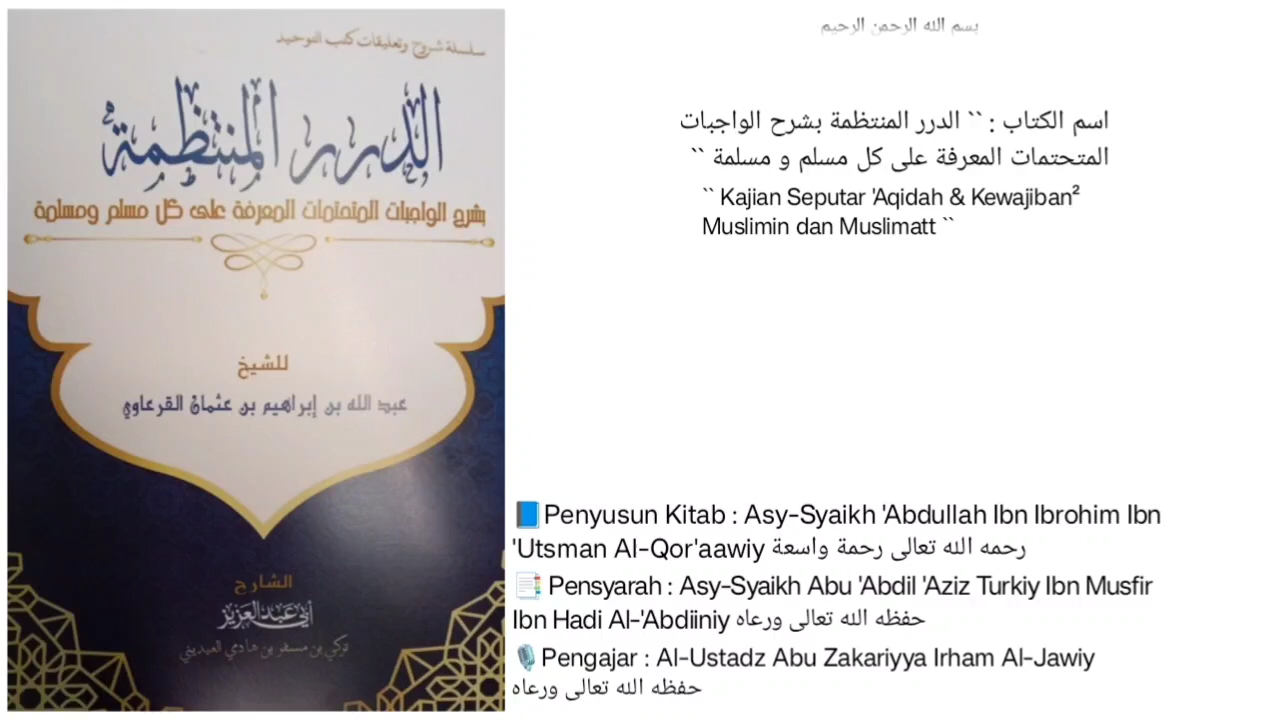 سلسلة شروح وتعليقات كتب التوحيد
الدرر المنتظمة
بشرح الواجبات المتحتمات المعرفة على كل مسلم ومسلمة
للشيخ
عبد الله بن إبراهيم بن عثمان القرعاوي
الشارح
أبي عبد العزيز
تركي بن مسفر بن هادي العبديني
بسم الله الرحمن الرحيم
اسم الكتاب : `` الدرر المنتظمة بشرح الواجبات
المتحتمات المعرفة على كل مسلم و مسلمة ``
`` Kajian Seputar 'Aqidah & Kewajiban²
Muslimin dan Muslimatt ``
📘Penyusun Kitab : Asy-Syaikh 'Abdullah Ibn Ibrohim Ibn
'Utsman Al-Qor'aawiy رحمه الله تعالى رحمة واسعة
📑 Pensyarah : Asy-Syaikh Abu 'Abdil 'Aziz Turkiy Ibn Musfir
Ibn Hadi Al-'Abdiiniy حفظه الله تعالى ورعاه
🎙️Pengajar : Al-Ustadz Abu Zakariyya Irham Al-Jawiy
حفظه الله تعالى ورعاه